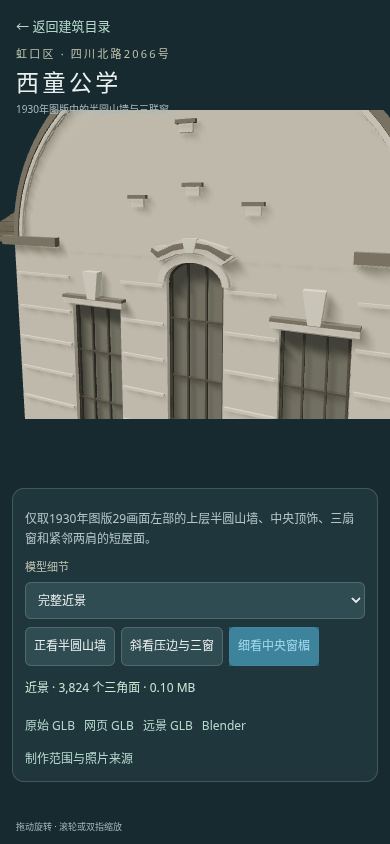 ← 返回建筑目录
虹口区 · 四川北路2066号
西童公学
1930年图版中的半圆山墙与三联窗
仅取1930年图版29画面左部的上层半圆山墙、中央顶饰、三扇
窗和紧邻两肩的短屋面。
模型细节
完整近景
正看半圆山墙 斜看压边与三窗 细看中央窗楣
近景 · 3,824 个三角面 · 0.10 MB
原始 GLB 网页 GLB 远景 GLB Blender
制作范围与照片来源
拖动旋转 · 滚轮或双指缩放